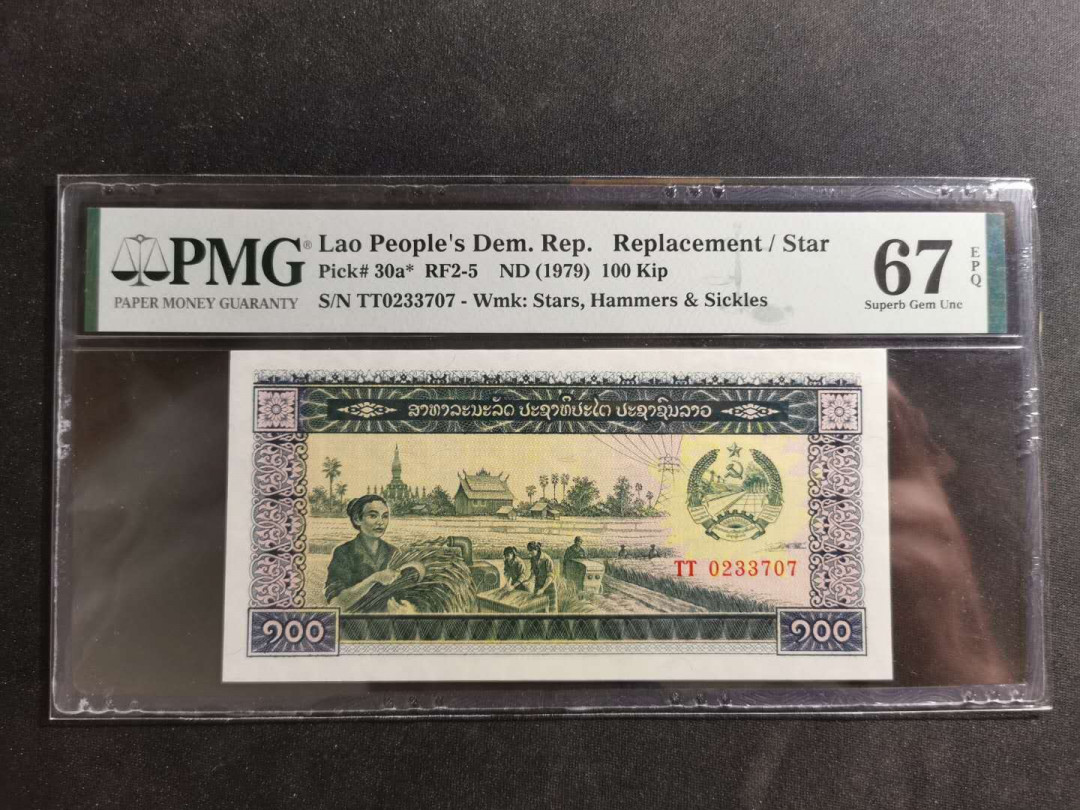 PMG®
PAPER MONEY GUARANTY
Lao People's Dem. Rep. Replacement / Star
Pick# 30a* RF2-5 ND (1979) 100 Kip
S/N TT0233707 - Wmk: Stars, Hammers & Sickles
67
EPQ
Superb Gem Unc
ສາທາລະນະລັດ ປະຊາທິປະໄຕ ປະຊາຊົນລາວ
TT 0233707
໑໐໐
໑໐໐